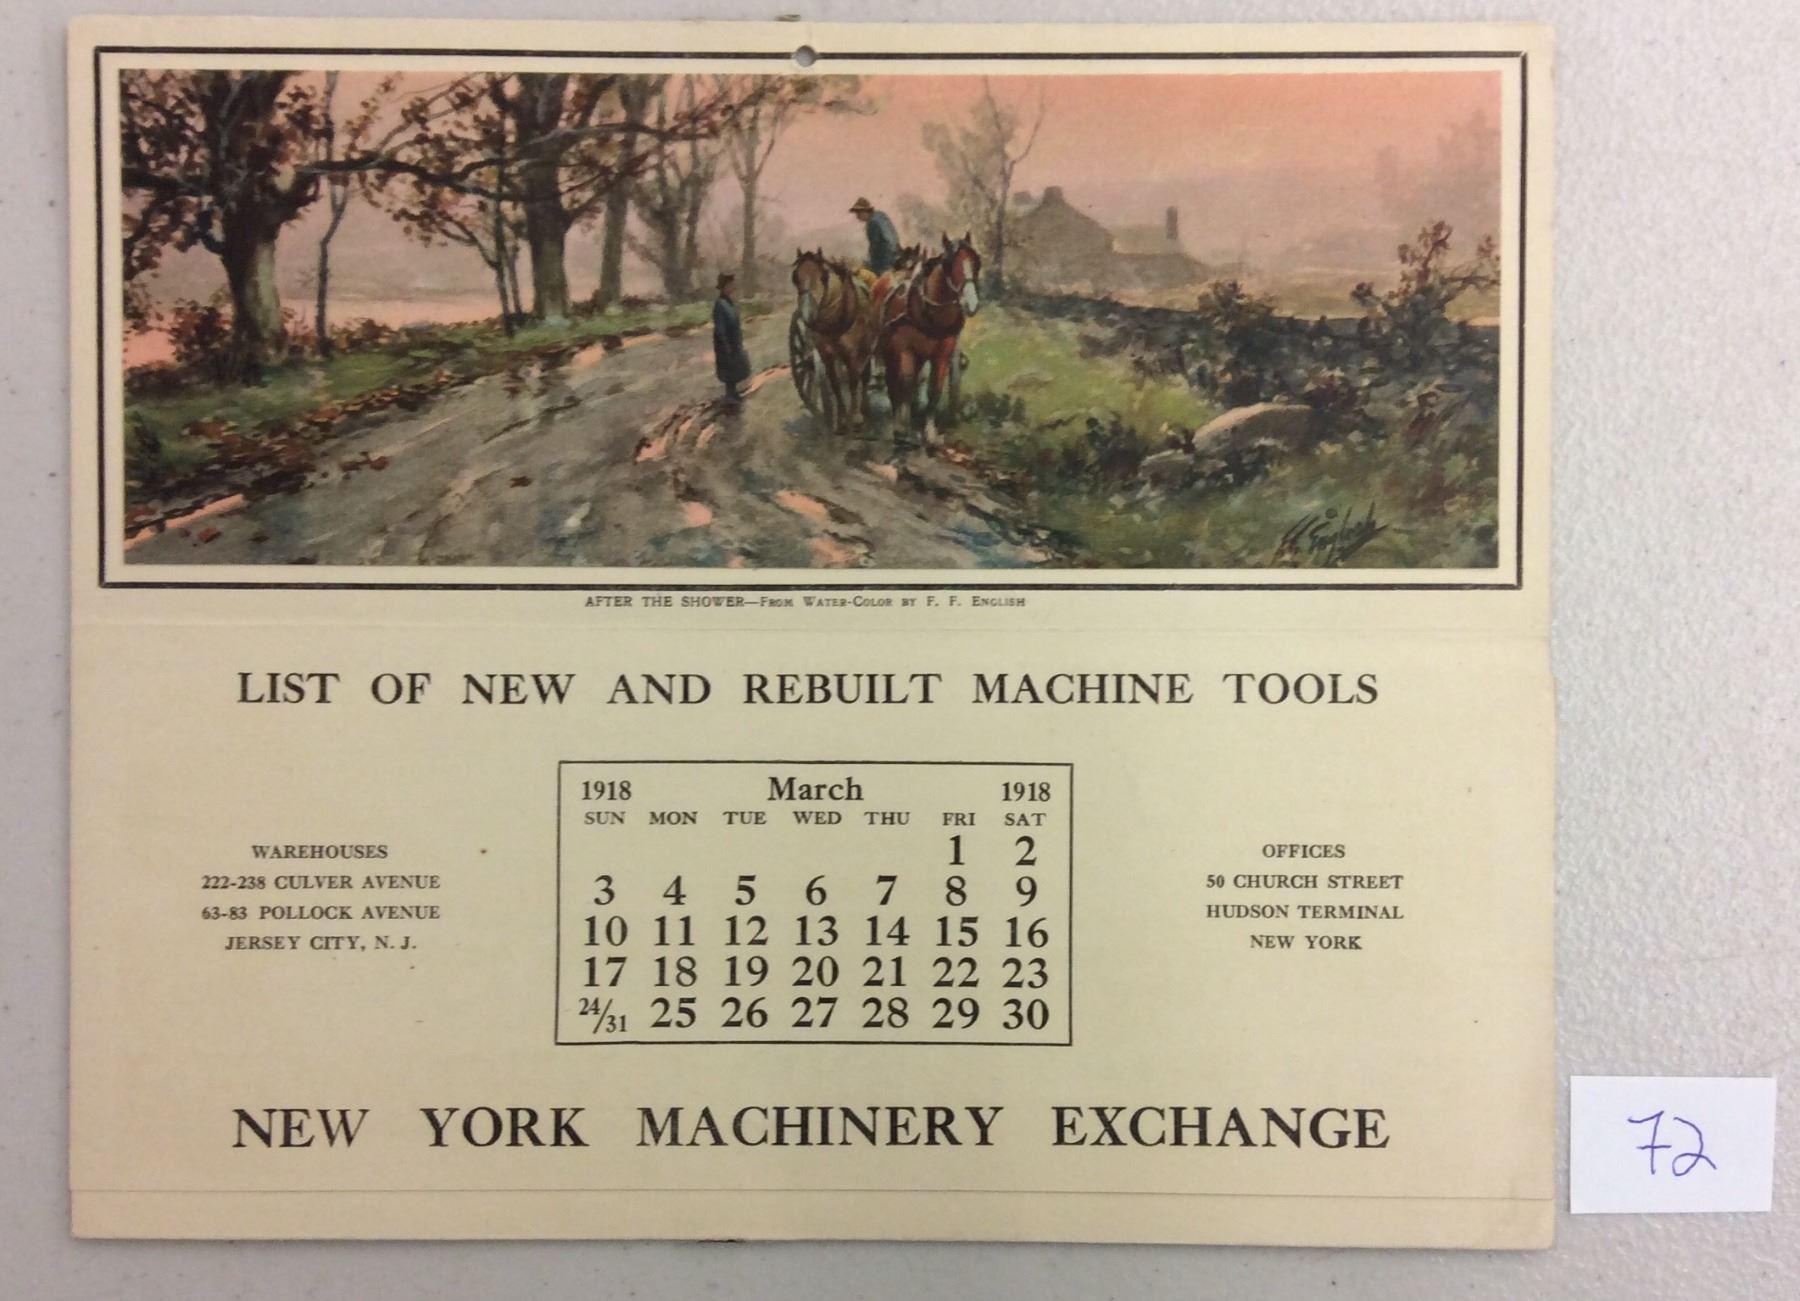 F. F. English
AFTER THE SHOWER—From Water-Color by F. F. English
LIST OF NEW AND REBUILT MACHINE TOOLS
1918 March 1918
SUN MON TUE WED THU FRI SAT
1 2
3 4 5 6 7 8 9
10 11 12 13 14 15 16
17 18 19 20 21 22 23
24/31 25 26 27 28 29 30
WAREHOUSES
222-238 CULVER AVENUE
63-83 POLLOCK AVENUE
JERSEY CITY, N. J.
OFFICES
50 CHURCH STREET
HUDSON TERMINAL
NEW YORK
NEW YORK MACHINERY EXCHANGE
72